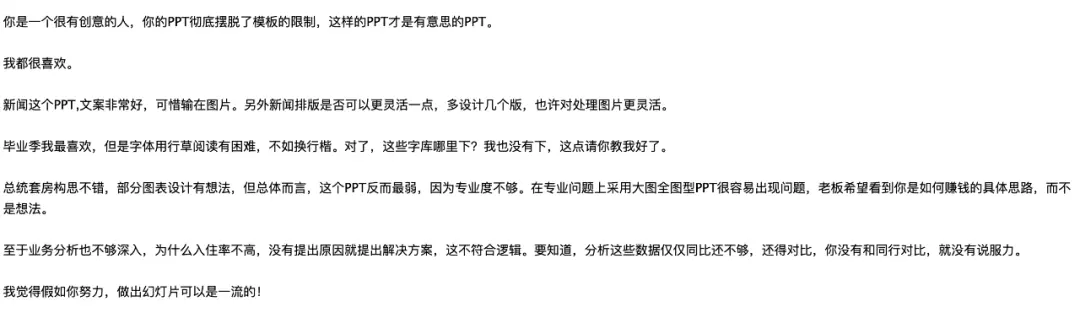 你是一个很有创意的人，你的PPT彻底摆脱了模板的限制，这样的PPT才是有意思的PPT。
我都很喜欢。
新闻这个PPT,文案非常好，可惜输在图片。另外新闻排版是否可以更灵活一点，多设计几个版，也许对处理图片更灵活。
毕业季我最喜欢，但是字体用行草阅读有困难，不如换行楷。对了，这些字库哪里下？我也没有下，这点请你教我好了。
总统套房构思不错，部分图表设计有想法，但总体而言，这个PPT反而最弱，因为专业度不够。在专业问题上采用大图全图型PPT很容易出现问题，老板希望看到你是如何赚钱的具体思路，而不
是想法。
至于业务分析也不够深入，为什么入住率不高，没有提出原因就提出解决方案，这不符合逻辑。要知道，分析这些数据仅仅同比还不够，还得对比，你没有和同行对比，就没有说服力。
我觉得假如你努力，做出幻灯片可以是一流的！